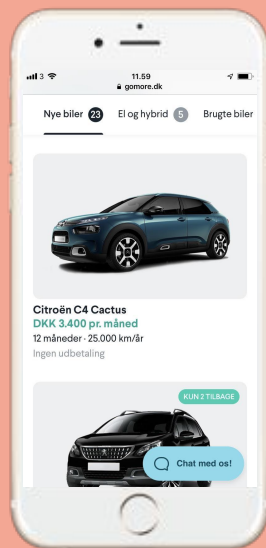 3
11.59
gomore.dk
Nye biler 23 El og hybrid 5 Brugte biler
Citroën C4 Cactus
DKK 3.400 pr. måned
12 måneder · 25.000 km/år
Ingen udbetaling
KUN 2 TILBAGE
Chat med os!